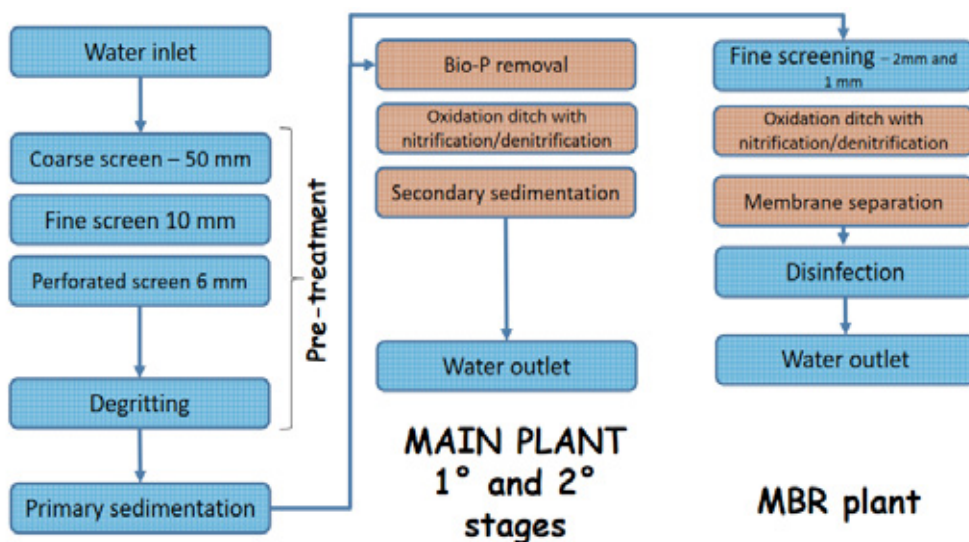 Water inlet
Coarse screen – 50 mm
Fine screen 10 mm
Perforated screen 6 mm
Degritting
Primary sedimentation
Pre-treatment
Bio-P removal
Oxidation ditch with
nitrification/denitrification
Secondary sedimentation
Water outlet
MAIN PLANT
1° and 2°
stages
Fine screening – 2mm and
1 mm
Oxidation ditch with
nitrification/denitrification
Membrane separation
Disinfection
Water outlet
MBR plant